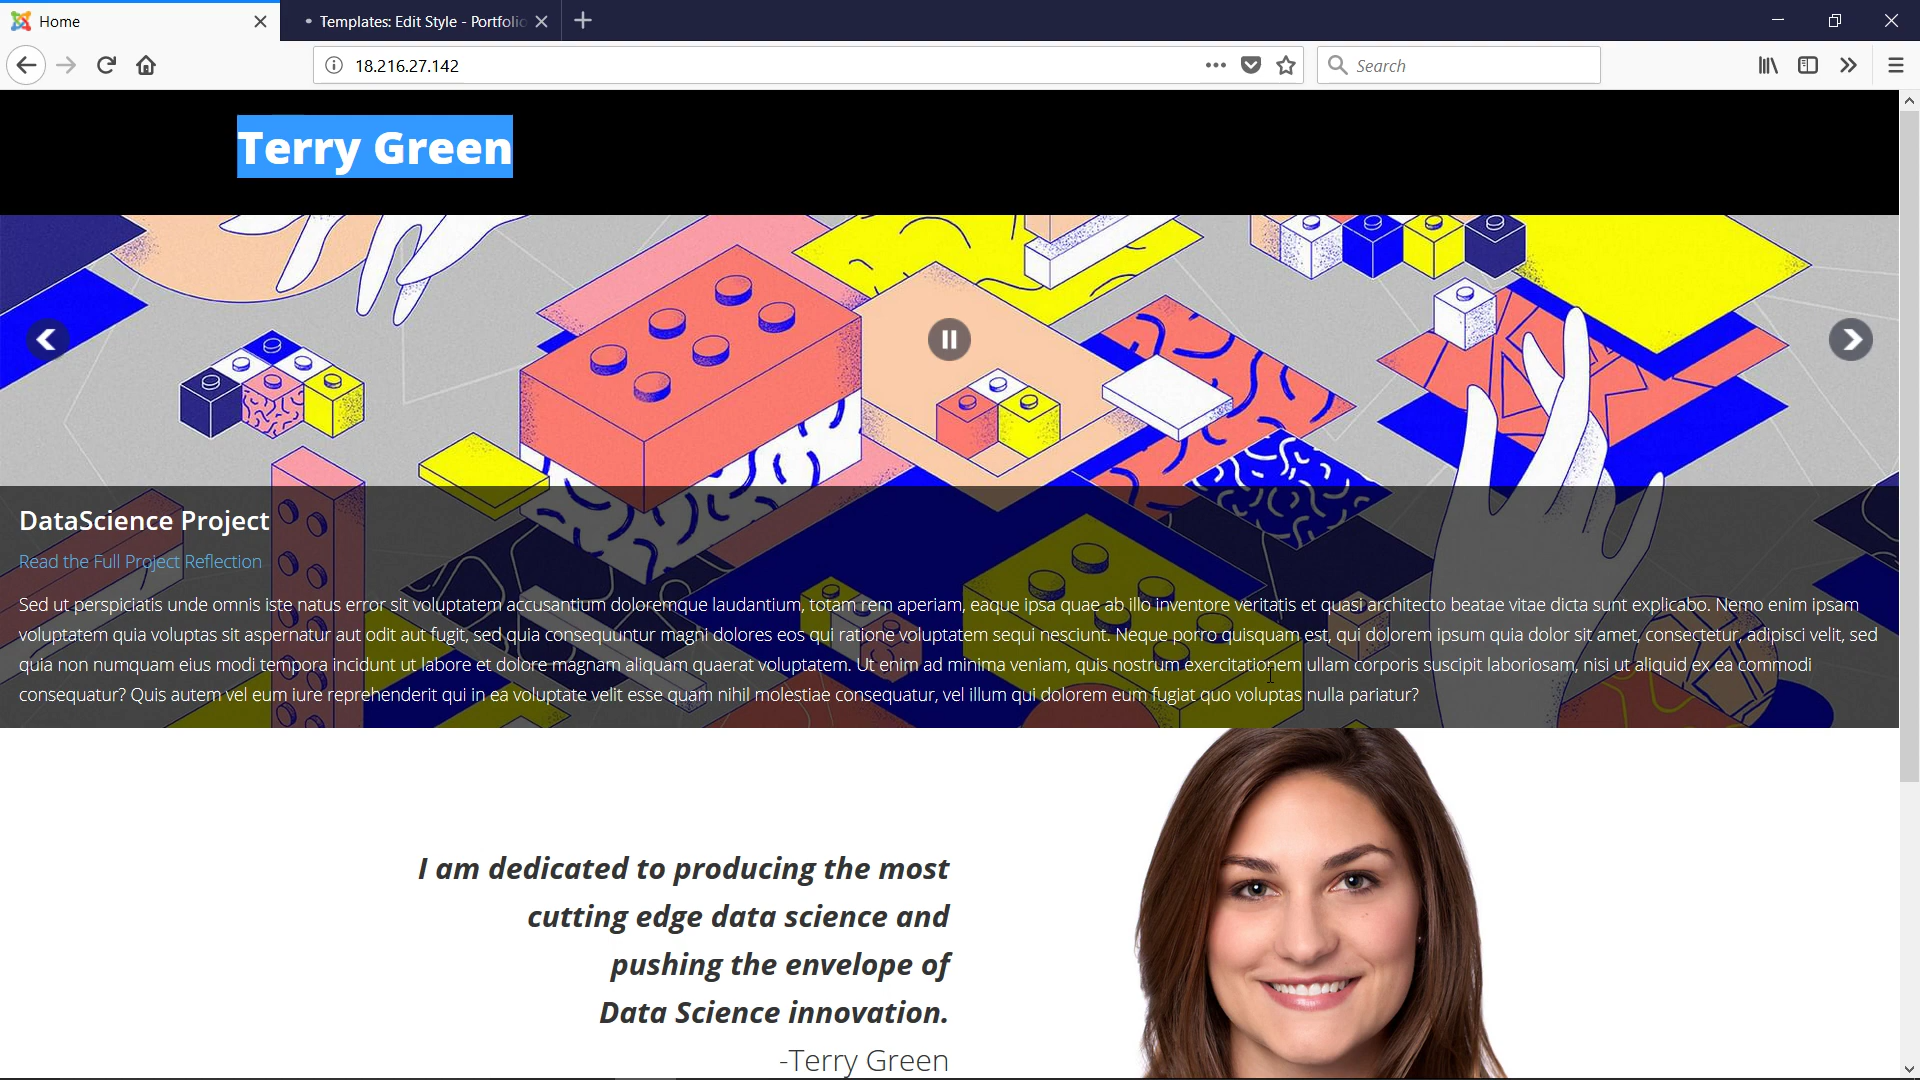 Home
Templates: Edit Style - Portfolio
18.216.27.142
Search
Terry Green
DataScience Project
Read the Full Project Reflection
Sed ut perspiciatis unde omnis iste natus error sit voluptatem accusantium doloremque laudantium, totam rem aperiam, eaque ipsa quae ab illo inventore veritatis et quasi architecto beatae vitae dicta sunt explicabo. Nemo enim ipsam
voluptatem quia voluptas sit aspernatur aut odit aut fugit, sed quia consequuntur magni dolores eos qui ratione voluptatem sequi nesciunt. Neque porro quisquam est, qui dolorem ipsum quia dolor sit amet, consectetur, adipisci velit, sed
quia non numquam eius modi tempora incidunt ut labore et dolore magnam aliquam quaerat voluptatem. Ut enim ad minima veniam, quis nostrum exercitationem ullam corporis suscipit laboriosam, nisi ut aliquid ex ea commodi
consequatur? Quis autem vel eum iure reprehenderit qui in ea voluptate velit esse quam nihil molestiae consequatur, vel illum qui dolorem eum fugiat quo voluptas nulla pariatur?
I am dedicated to producing the most
cutting edge data science and
pushing the envelope of
Data Science innovation.
-Terry Green